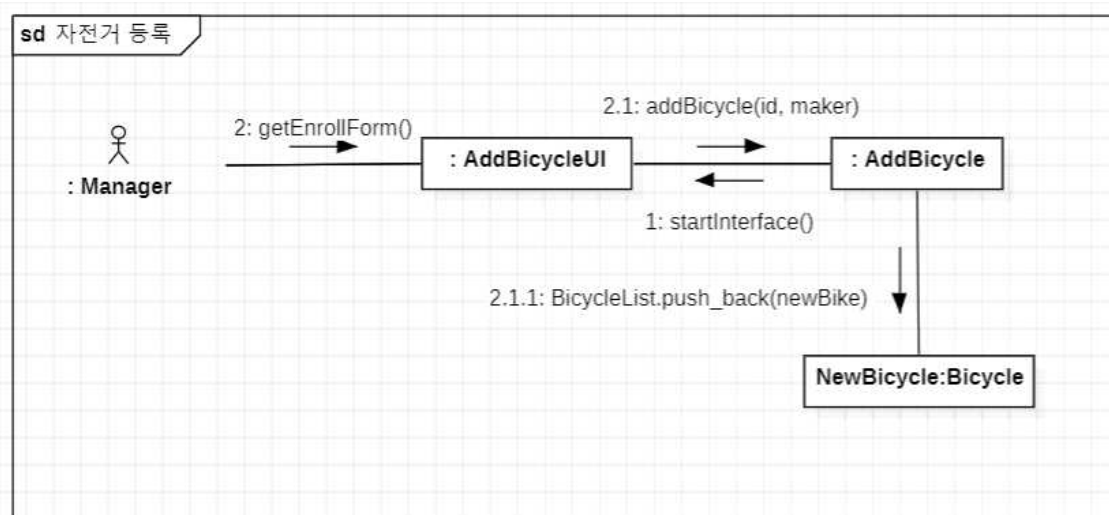 sd 자전거 등록
2.1: addBicycle(id, maker)
2: getEnrollForm()
: AddBicycleUI
: AddBicycle
: Manager
1: startInterface()
2.1.1: BicycleList.push_back(newBike)
NewBicycle:Bicycle